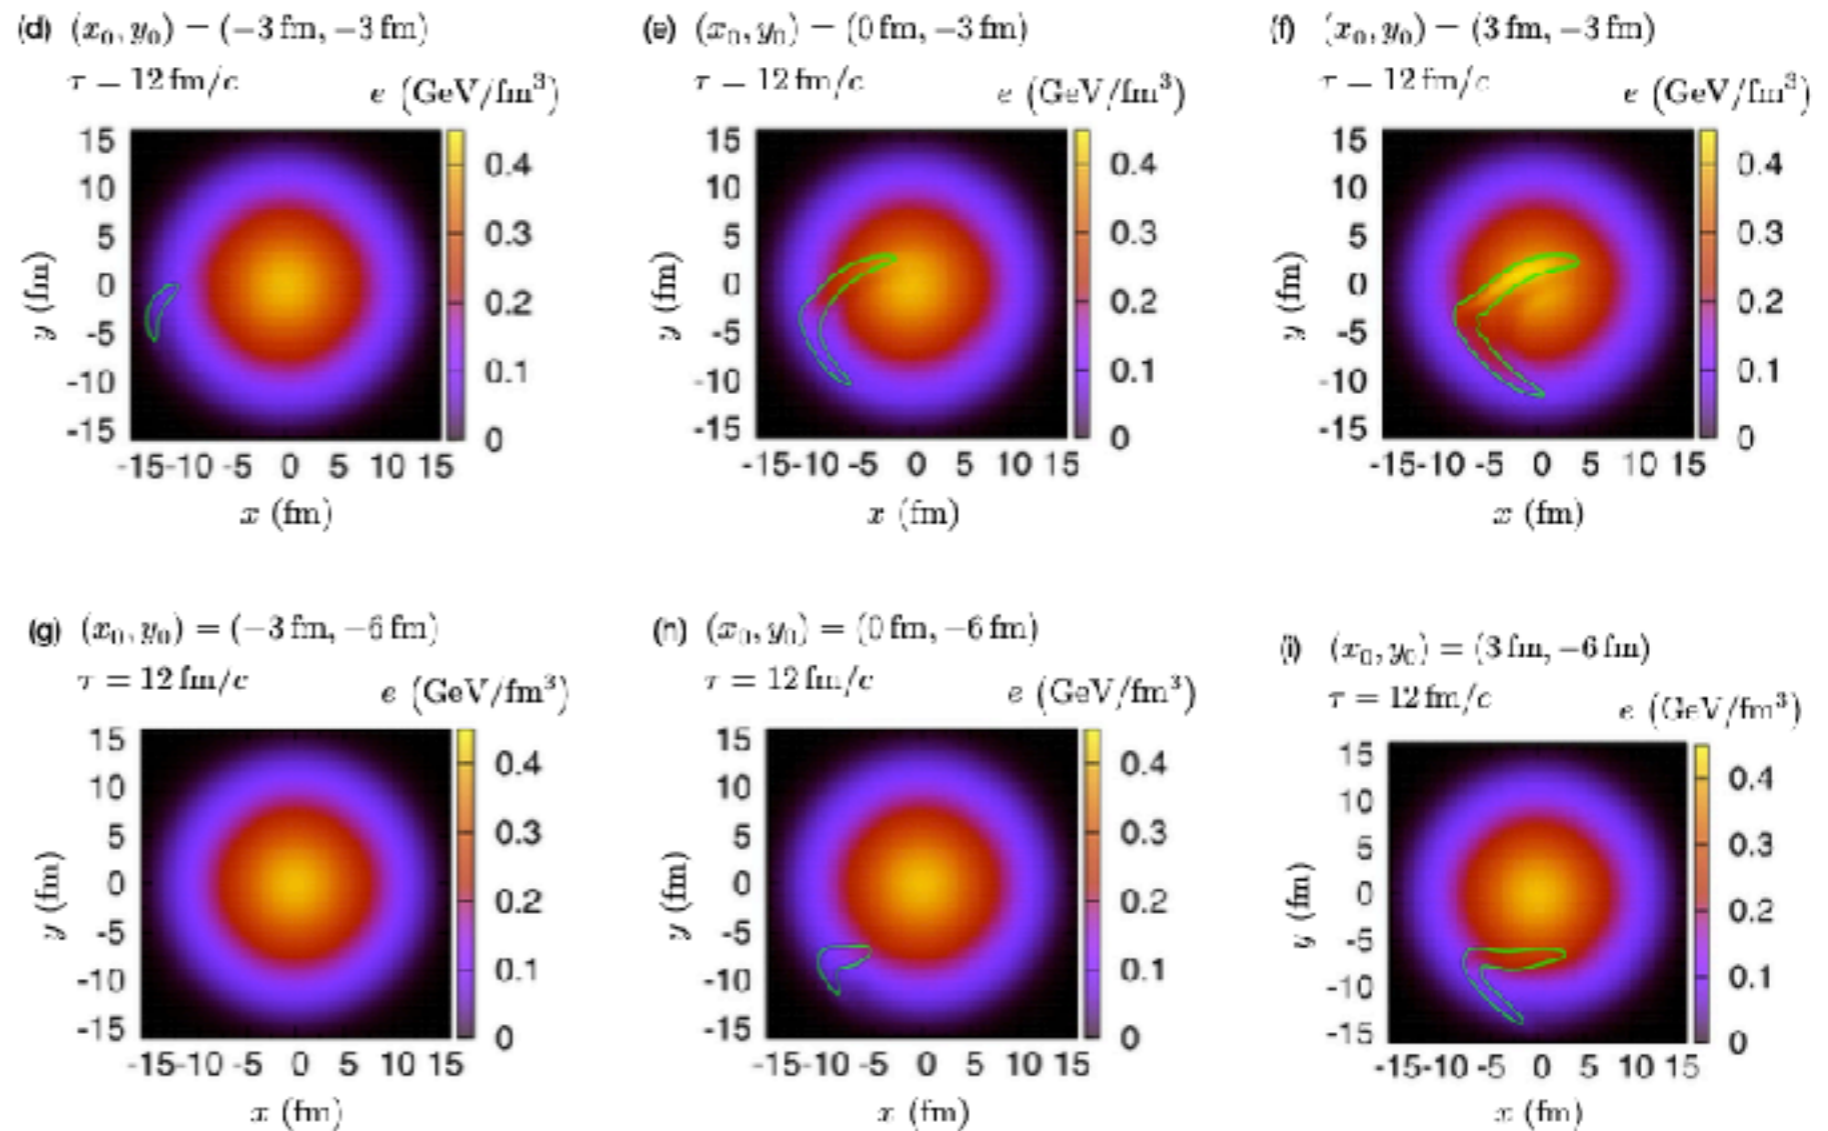 (d) (x₀, y₀) = (−3 fm, −3 fm)
τ = 12 fm/c
e (GeV/fm³)
15
10
5
0
-5
-10
-15
y (fm)
0.4
0.3
0.2
0.1
0
-15 -10 -5 0 5 10 15
x (fm)
(e) (x₀, y₀) = (0 fm, −3 fm)
τ = 12 fm/c
e (GeV/fm³)
15
10
5
0
-5
-10
-15
y (fm)
0.4
0.3
0.2
0.1
0
-15 -10 -5 0 5 10 15
x (fm)
(f) (x₀, y₀) = (3 fm, −3 fm)
τ = 12 fm/c
e (GeV/fm³)
15
10
5
0
-5
-10
-15
y (fm)
0.4
0.3
0.2
0.1
0
-15 -10 -5 0 5 10 15
x (fm)
(g) (x₀, y₀) = (−3 fm, −6 fm)
τ = 12 fm/c
e (GeV/fm³)
15
10
5
0
-5
-10
-15
y (fm)
0.4
0.3
0.2
0.1
0
-15 -10 -5 0 5 10 15
x (fm)
(h) (x₀, y₀) = (0 fm, −6 fm)
τ = 12 fm/c
e (GeV/fm³)
15
10
5
0
-5
-10
-15
y (fm)
0.4
0.3
0.2
0.1
0
-15 -10 -5 0 5 10 15
x (fm)
(i) (x₀, y₀) = (3 fm, −6 fm)
τ = 12 fm/c
e (GeV/fm³)
15
10
5
0
-5
-10
-15
y (fm)
0.4
0.3
0.2
0.1
0
-15 -10 -5 0 5 10 15
x (fm)